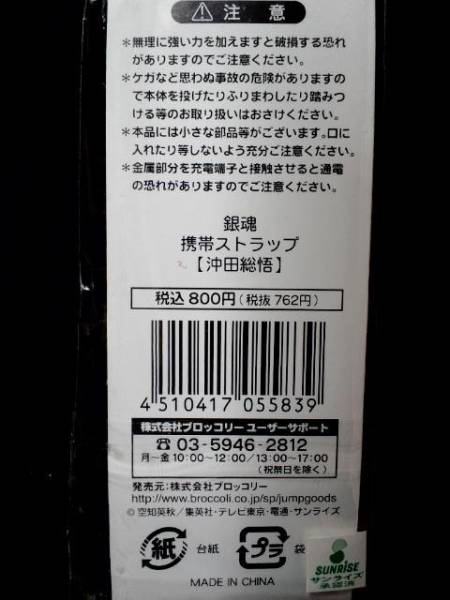 注意
*無理に強い力を加えますと破損する恐れ
がありますのでご注意ください。
*ケガなど思わぬ事故の危険がありますの
で本体を投げたりふりまわしたり踏みつ
ける等のお取り扱いはおさけください。
*本品には小さな部品等がございます。口に
入れたり等しないよう充分ご注意ください。
*金属部分を充電端子と接触させると通電
の恐れがありますのでご注意ください。
銀魂
携帯ストラップ
【沖田総悟】
税込800円(税抜762円)
4 510417 055839
株式会社ブロッコリー ユーザーサポート
☎ 03-5946-2812
月〜金 10:00〜12:00/13:00〜17:00
(祝祭日を除く)
発売元:株式会社ブロッコリー
http://www.broccoli.co.jp/sp/jumpgoods
© 空知英秋/集英社・テレビ東京・電通・サンライズ
紙 台紙 プラ 袋
SUNRISE
サンライズ
承認済
MADE IN CHINA